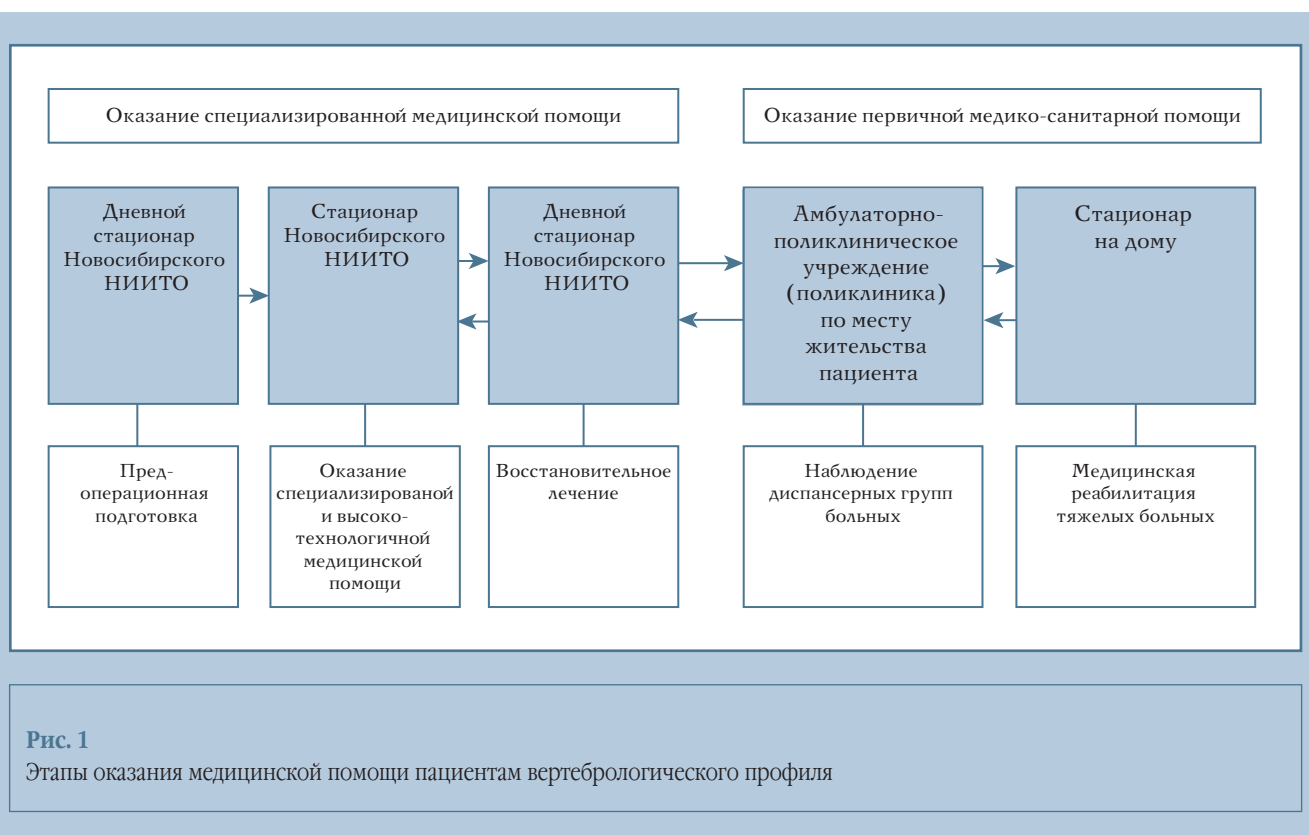 Оказание специализированной медицинской помощи
Оказание первичной медико-санитарной помощи
Дневной
стационар
Новосибирского
НИИТО
Стационар
Новосибирского
НИИТО
Дневной
стационар
Новосибирского
НИИТО
Амбулаторно-
поликлиническое
учреждение
(поликлиника)
по месту
жительства
пациента
Стационар
на дому
Пред-
операционная
подготовка
Оказание
специализированой
и высоко-
технологичной
медицинской
помощи
Восстановительное
лечение
Наблюдение
диспансерных групп
больных
Медицинская
реабилитация
тяжелых больных
Рис. 1
Этапы оказания медицинской помощи пациентам вертебрологического профиля